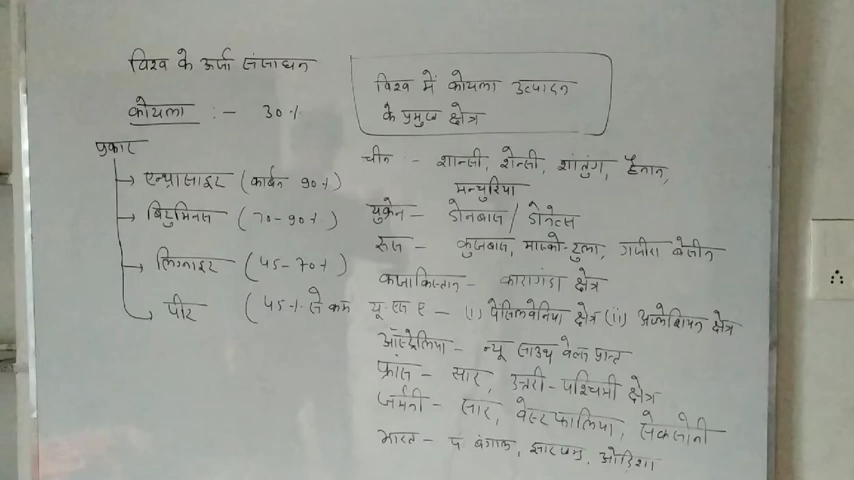 विश्व के ऊर्जा संसाधन
कोयला :- 30%
प्रकार
एन्थ्रासाइट (कार्बन 90%)
बिटुमिनस (70-90%)
लिग्नाइट (45-70%)
पीट (45% से कम
विश्व में कोयला उत्पादन
के प्रमुख क्षेत्र
चीन - शान्सी, शेन्सी, शांतुंग, हैनान,
मन्चुरिया
युक्रेन - डोनबास / डोनेत्स
रूस - कुजबास, मास्को-टुला, बेसीन
कजाकिस्तान - कारागंडा क्षेत्र
यू.एस ए - (i) पेंसिलवेनिया क्षेत्र (ii) अप्लेशियन क्षेत्र
ऑस्ट्रेलिया - न्यू साउथ वेल्स प्रान्त
फ्रांस - सार, उत्तरी-पश्चिमी क्षेत्र
जर्मनी - सार, वेस्टफालिया, सेक्सोनी
भारत - प बंगाल, झारखण्ड, ओड़िशा